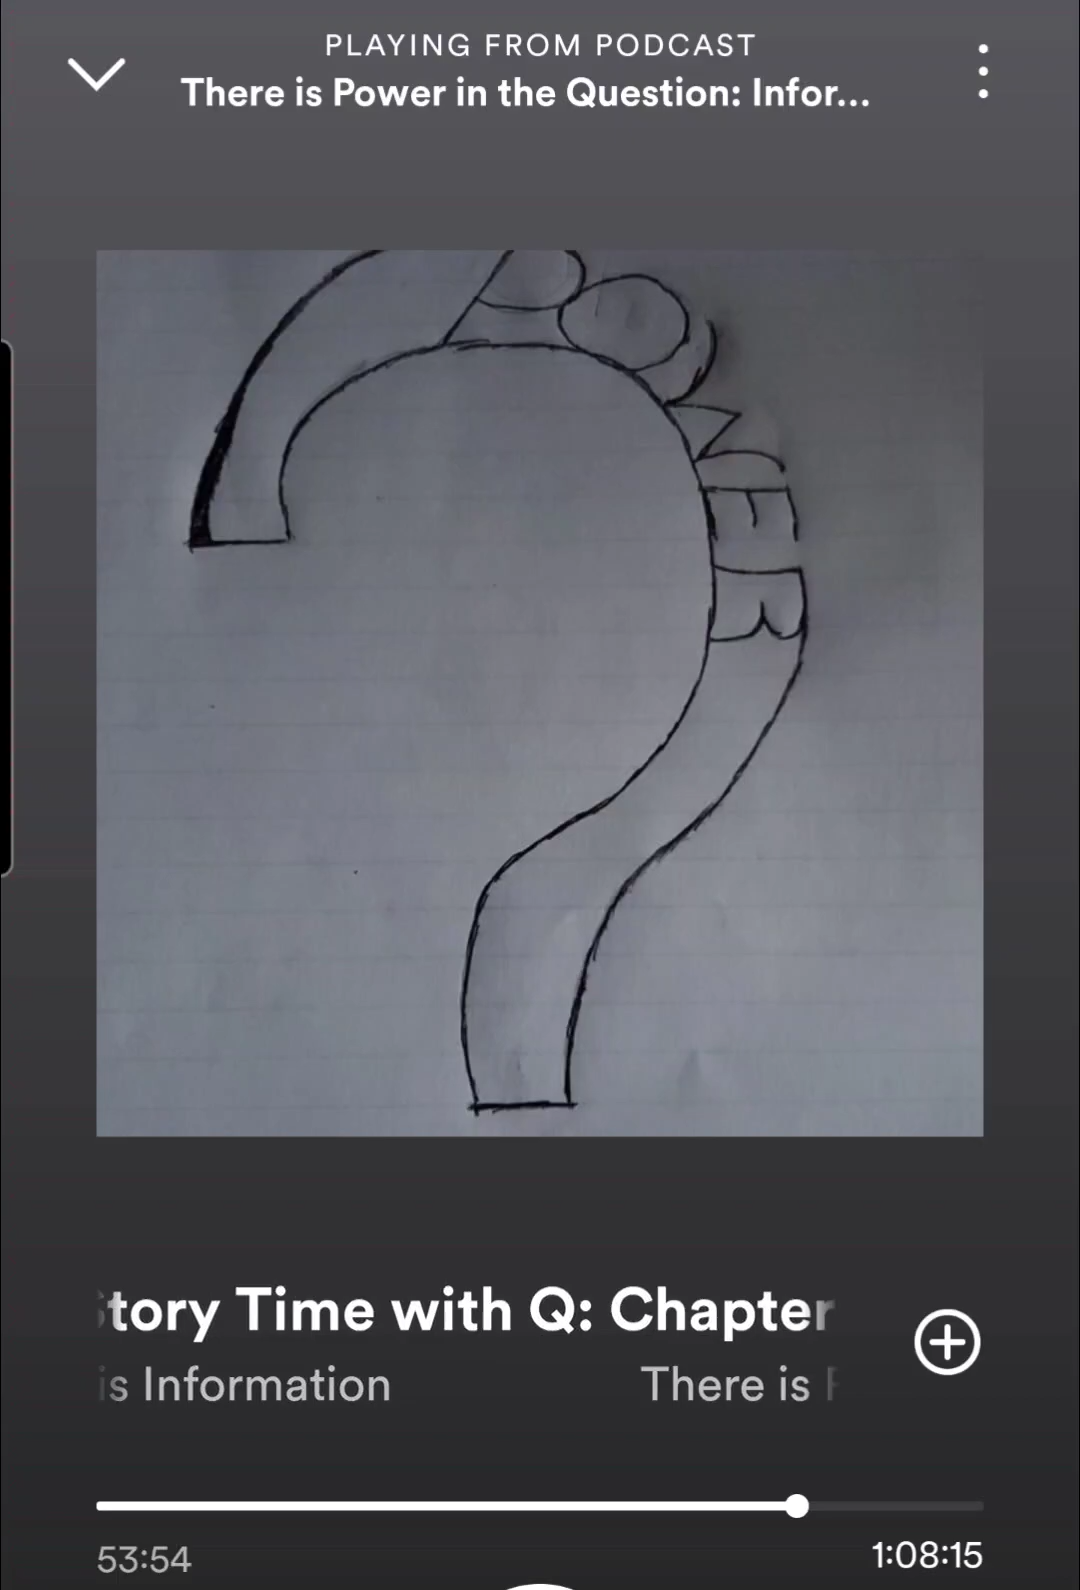 PLAYING FROM PODCAST
There is Power in the Question: Infor...
POWER
tory Time with Q: Chapter
is Information There is
53:54 1:08:15